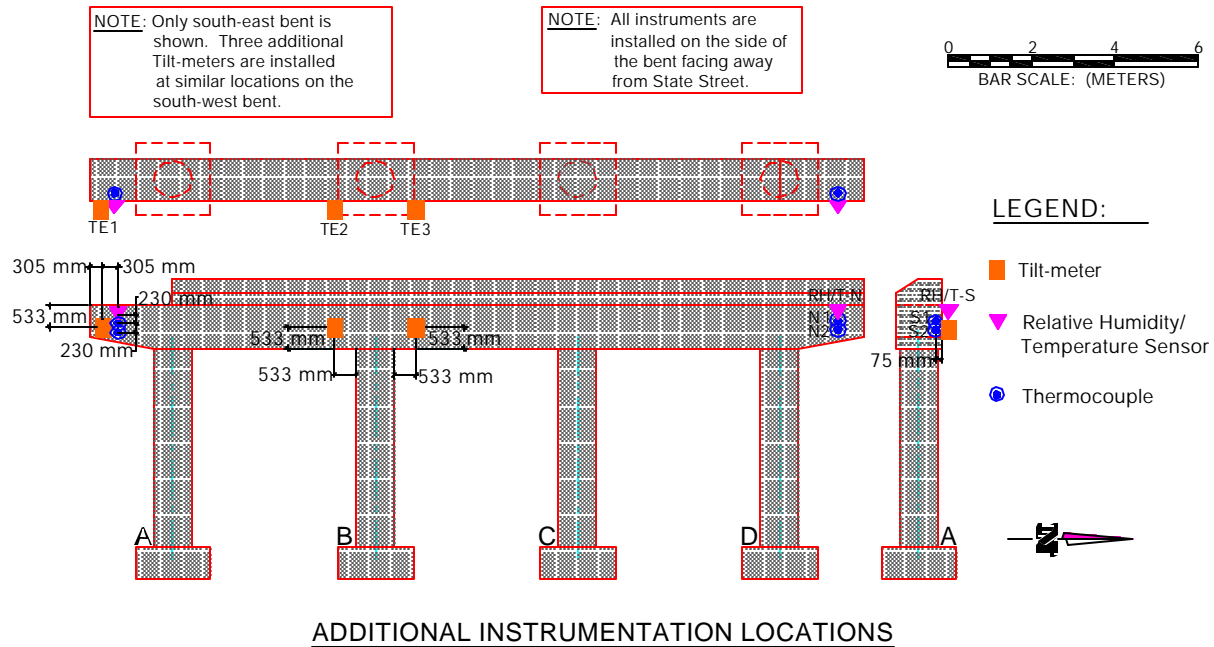 NOTE: Only south-east bent is
shown. Three additional
Tilt-meters are installed
at similar locations on the
south-west bent.
NOTE: All instruments are
installed on the side of
the bent facing away
from State Street.
0 2 4 6
BAR SCALE: (METERS)
TE1
TE2
TE3
LEGEND:
Tilt-meter
Relative Humidity/
Temperature Sensor
Thermocouple
305 mm
305 mm
230 mm
533 mm
230 mm
533 mm
533 mm
533 mm
533 mm
RH/T-N
N1
N2
RH/T-S
S1
S2
75 mm
A
B
C
D
A
N
ADDITIONAL INSTRUMENTATION LOCATIONS